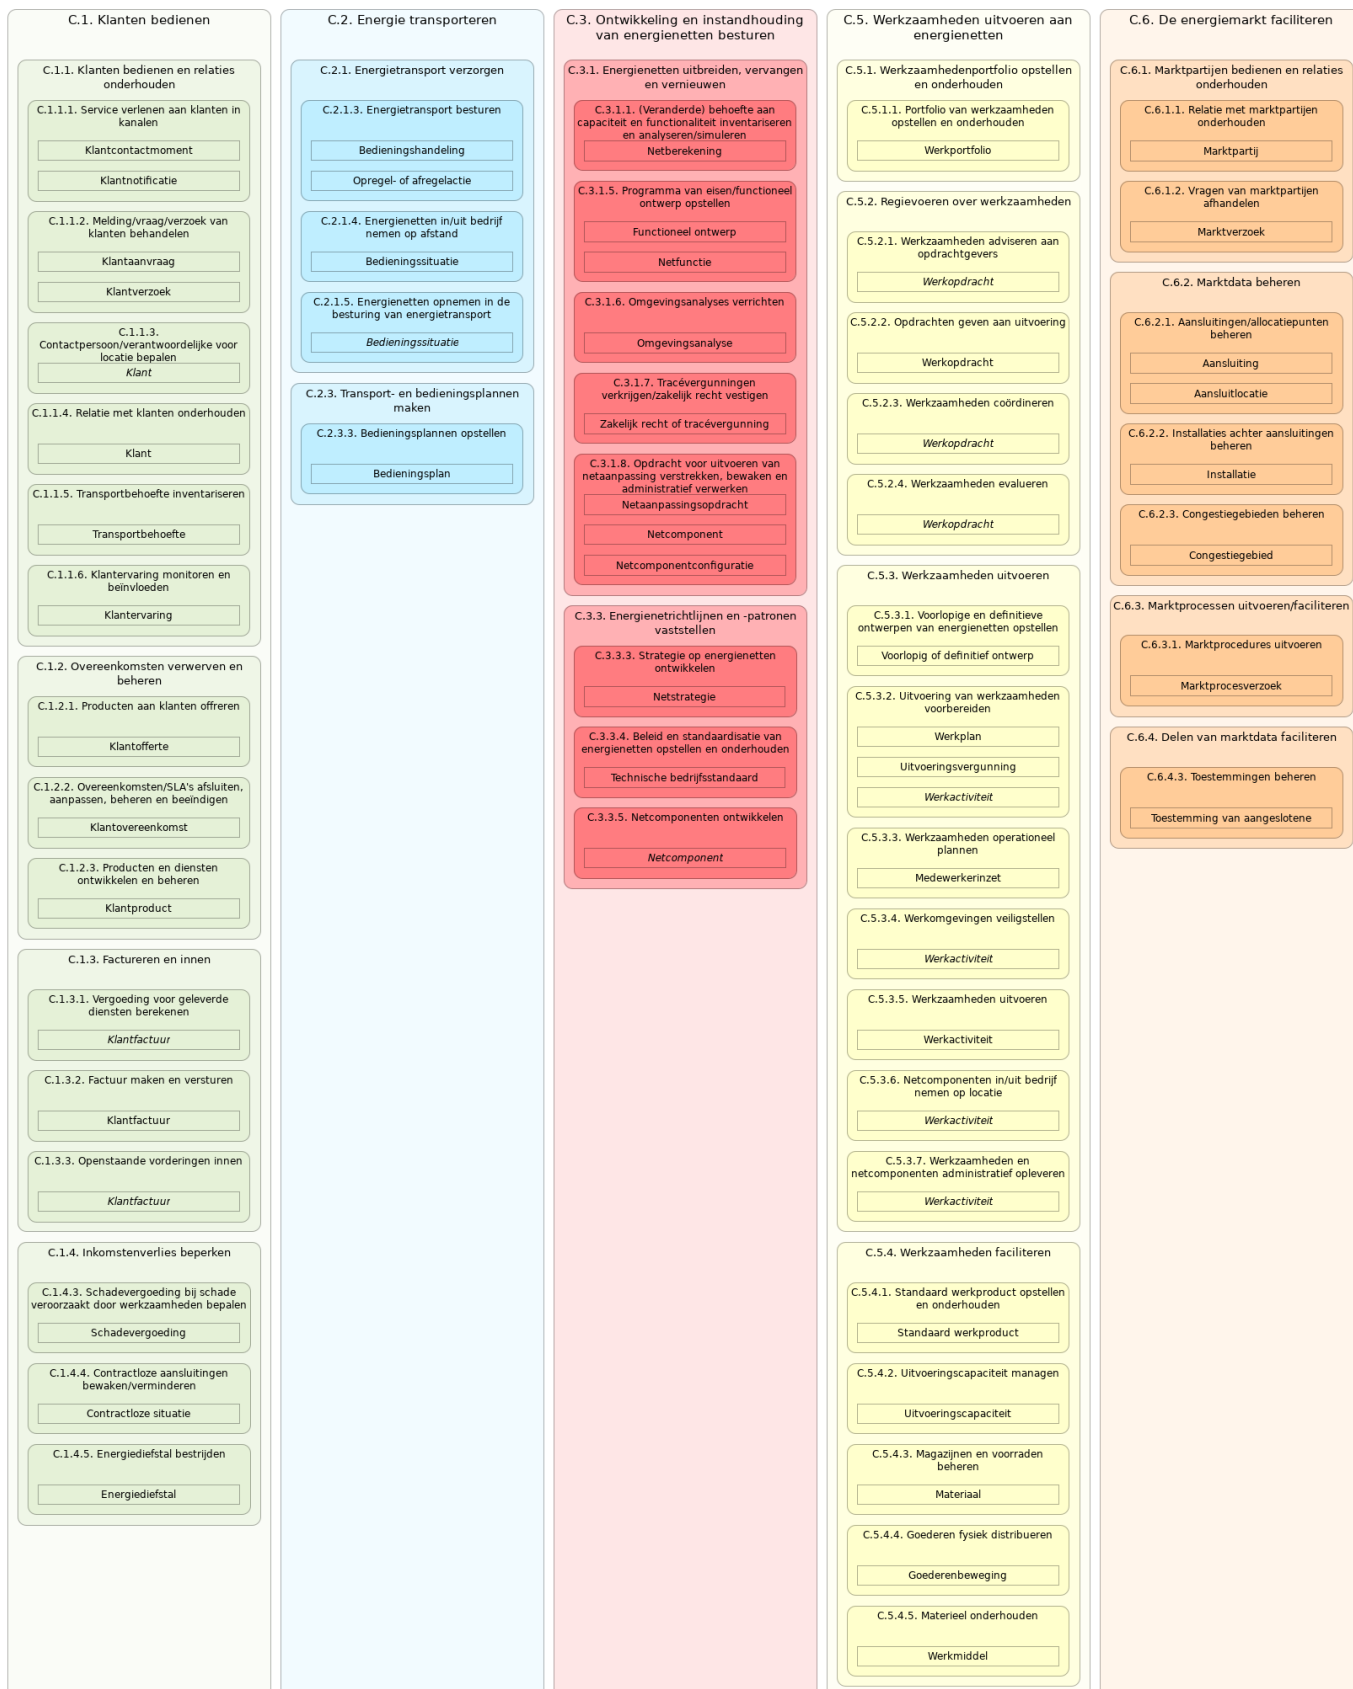 C.1. Klanten bedienen
C.1.1. Klanten bedienen en relaties
onderhouden
C.1.1.1. Service verlenen aan klanten in
kanalen
Klantcontactmoment
Klantnotificatie
C.1.1.2. Melding/vraag/verzoek van
klanten behandelen
Klantaanvraag
Klantverzoek
C.1.1.3.
Contactpersoon/verantwoordelijke voor
locatie bepalen
Klant
C.1.1.4. Relatie met klanten onderhouden
Klant
C.1.1.5. Transportbehoefte inventariseren
Transportbehoefte
C.1.1.6. Klantervaring monitoren en
beïnvloeden
Klantervaring
C.1.2. Overeenkomsten verwerven en
beheren
C.1.2.1. Producten aan klanten offreren
Klantofferte
C.1.2.2. Overeenkomsten/SLA's afsluiten,
aanpassen, beheren en beeïndigen
Klantovereenkomst
C.1.2.3. Producten en diensten
ontwikkelen en beheren
Klantproduct
C.1.3. Factureren en innen
C.1.3.1. Vergoeding voor geleverde
diensten berekenen
Klantfactuur
C.1.3.2. Factuur maken en versturen
Klantfactuur
C.1.3.3. Openstaande vorderingen innen
Klantfactuur
C.1.4. Inkomstenverlies beperken
C.1.4.3. Schadevergoeding bij schade
veroorzaakt door werkzaamheden bepalen
Schadevergoeding
C.1.4.4. Contractloze aansluitingen
bewaken/verminderen
Contractloze situatie
C.1.4.5. Energiediefstal bestrijden
Energiediefstal
C.2. Energie transporteren
C.2.1. Energietransport verzorgen
C.2.1.3. Energietransport besturen
Bedieningshandeling
Opregel- of afregelactie
C.2.1.4. Energienetten in/uit bedrijf
nemen op afstand
Bedieningssituatie
C.2.1.5. Energienetten opnemen in de
besturing van energietransport
Bedieningssituatie
C.2.3. Transport- en bedieningsplannen
maken
C.2.3.3. Bedieningsplannen opstellen
Bedieningsplan
C.3. Ontwikkeling en instandhouding
van energienetten besturen
C.3.1. Energienetten uitbreiden, vervangen
en vernieuwen
C.3.1.1. (Veranderde) behoefte aan
capaciteit en functionaliteit inventariseren
en analyseren/simuleren
Netberekening
C.3.1.5. Programma van eisen/functioneel
ontwerp opstellen
Functioneel ontwerp
Netfunctie
C.3.1.6. Omgevingsanalyses verrichten
Omgevingsanalyse
C.3.1.7. Tracévergunningen
verkrijgen/zakelijk recht vestigen
Zakelijk recht of tracévergunning
C.3.1.8. Opdracht voor uitvoeren van
netaanpassing verstrekken, bewaken en
administratief verwerken
Netaanpassingsopdracht
Netcomponent
Netcomponentconfiguratie
C.3.3. Energienetrichtlijnen en -patronen
vaststellen
C.3.3.3. Strategie op energienetten
ontwikkelen
Netstrategie
C.3.3.4. Beleid en standaardisatie van
energienetten opstellen en onderhouden
Technische bedrijfsstandaard
C.3.3.5. Netcomponenten ontwikkelen
Netcomponent
C.5. Werkzaamheden uitvoeren aan
energienetten
C.5.1. Werkzaamhedenportfolio opstellen
en onderhouden
C.5.1.1. Portfolio van werkzaamheden
opstellen en onderhouden
Werkportfolio
C.5.2. Regievoeren over werkzaamheden
C.5.2.1. Werkzaamheden adviseren aan
opdrachtgevers
Werkopdracht
C.5.2.2. Opdrachten geven aan uitvoering
Werkopdracht
C.5.2.3. Werkzaamheden coördineren
Werkopdracht
C.5.2.4. Werkzaamheden evalueren
Werkopdracht
C.5.3. Werkzaamheden uitvoeren
C.5.3.1. Voorlopige en definitieve
ontwerpen van energienetten opstellen
Voorlopig of definitief ontwerp
C.5.3.2. Uitvoering van werkzaamheden
voorbereiden
Werkplan
Uitvoeringsvergunning
Werkactiviteit
C.5.3.3. Werkzaamheden operationeel
plannen
Medewerkerinzet
C.5.3.4. Werkomgevingen veiligstellen
Werkactiviteit
C.5.3.5. Werkzaamheden uitvoeren
Werkactiviteit
C.5.3.6. Netcomponenten in/uit bedrijf
nemen op locatie
Werkactiviteit
C.5.3.7. Werkzaamheden en
netcomponenten administratief opleveren
Werkactiviteit
C.5.4. Werkzaamheden faciliteren
C.5.4.1. Standaard werkproduct opstellen
en onderhouden
Standaard werkproduct
C.5.4.2. Uitvoeringscapaciteit managen
Uitvoeringscapaciteit
C.5.4.3. Magazijnen en voorraden
beheren
Materiaal
C.5.4.4. Goederen fysiek distribueren
Goederenbeweging
C.5.4.5. Materieel onderhouden
Werkmiddel
C.6. De energiemarkt faciliteren
C.6.1. Marktpartijen bedienen en relaties
onderhouden
C.6.1.1. Relatie met marktpartijen
onderhouden
Marktpartij
C.6.1.2. Vragen van marktpartijen
afhandelen
Marktverzoek
C.6.2. Marktdata beheren
C.6.2.1. Aansluitingen/allocatiepunten
beheren
Aansluiting
Aansluitlocatie
C.6.2.2. Installaties achter aansluitingen
beheren
Installatie
C.6.2.3. Congestiegebieden beheren
Congestiegebied
C.6.3. Marktprocessen uitvoeren/faciliteren
C.6.3.1. Marktprocedures uitvoeren
Marktprocesverzoek
C.6.4. Delen van marktdata faciliteren
C.6.4.3. Toestemmingen beheren
Toestemming van aangeslotene